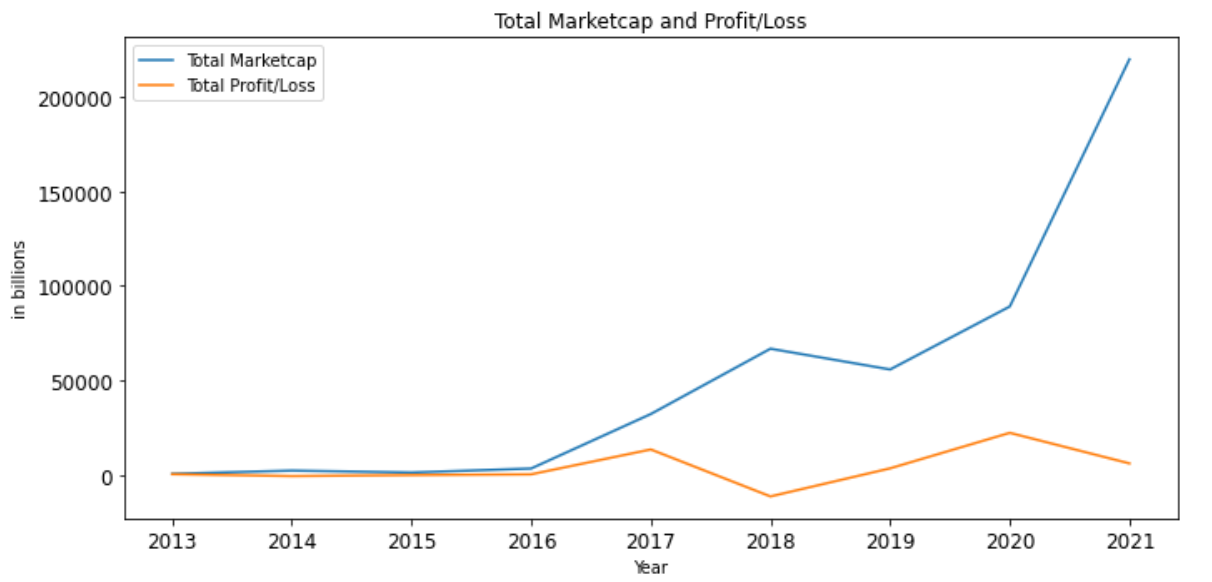 Total Marketcap and Profit/Loss
Total Marketcap
Total Profit/Loss
200000
150000
100000
50000
0
in billions
2013 2014 2015 2016 2017 2018 2019 2020 2021
Year